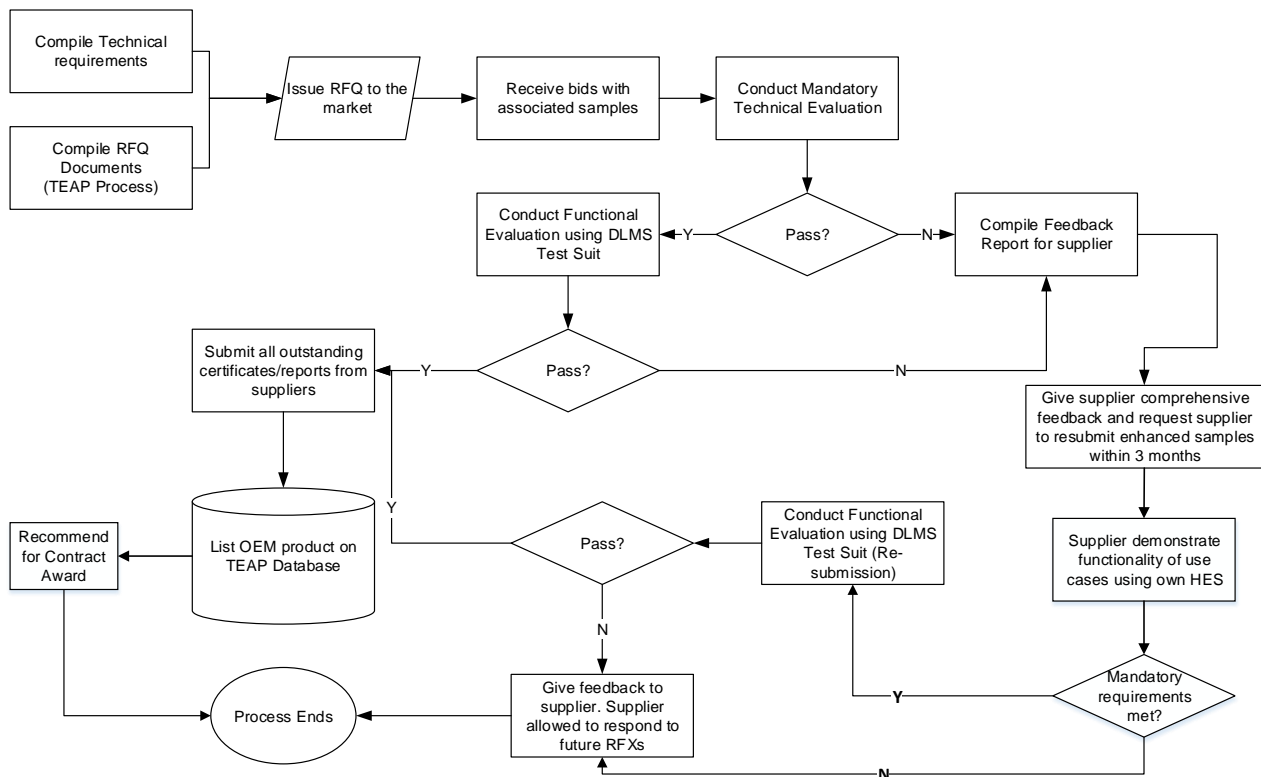 Compile Technical
requirements
Issue RFQ to the
market
Receive bids with
associated samples
Conduct Mandatory
Technical Evaluation
Compile RFQ
Documents
(TEAP Process)
Conduct Functional
Evaluation using DLMS
Test Suit
Y
Pass?
N
Compile Feedback
Report for supplier
Submit all outstanding
certificates/reports from
suppliers
Y
Pass?
N
Give supplier comprehensive
feedback and request supplier
to resubmit enhanced samples
within 3 months
Y
Recommend
for Contract
Award
List OEM product on
TEAP Database
Pass?
Conduct Functional
Evaluation using DLMS
Test Suit (Re-
submission)
Supplier demonstrate
functionality of use
cases using own HES
N
Process Ends
Give feedback to
supplier. Supplier
allowed to respond to
future RFXs
Y
Mandatory
requirements
met?
N